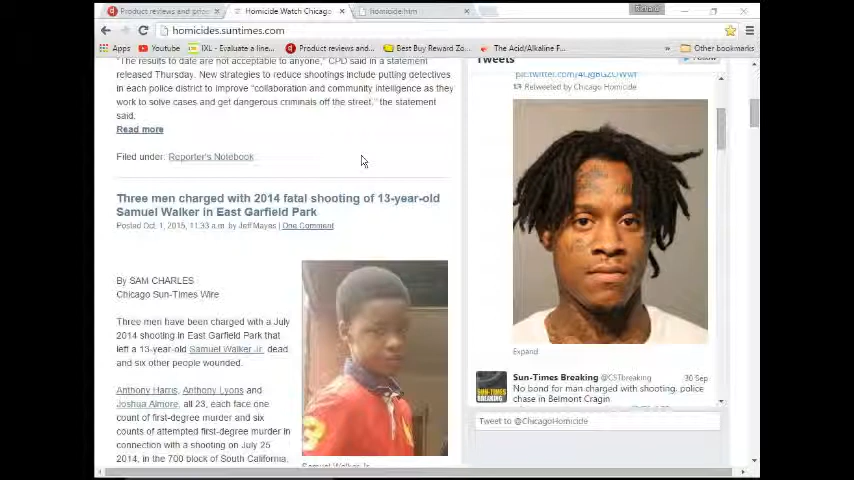 Product reviews and prices
Homicide Watch Chicago
homicide him
homicides.suntimes.com
Apps
Youtube
IXL - Evaluate a line...
Product reviews and...
Best Buy Reward Zo...
The Acid/Alkaline F...
»
Other bookmarks
"The results to date are not acceptable to anyone," CPD said in a statement
released Thursday. New strategies to reduce shootings include putting detectives
in each police district to improve "collaboration and community intelligence as they
work to solve cases and get dangerous criminals off the street," the statement
said.
Read more
Filed under: Reporter's Notebook
Three men charged with 2014 fatal shooting of 13-year-old
Samuel Walker in East Garfield Park
Posted Oct. 1, 2015, 11:33 a.m. by Jeff Mayes | One Comment
By SAM CHARLES
Chicago Sun-Times Wire
Three men have been charged with a July
2014 shooting in East Garfield Park that
left a 13-year-old Samuel Walker Jr. dead
and six other people wounded.
Anthony Harris, Anthony Lyons and
Joshua Almore, all 23, each face one
count of first-degree murder and six
counts of attempted first-degree murder in
connection with a shooting on July 25
2014, in the 700 block of South California,
Samuel Walker Jr.
Tweets
Follow
Retweeted by Chicago Homicide
Expand
Sun-Times Breaking @CSTbreaking
30 Sep
No bond for man charged with shooting, police
chase in Belmont Cragin
Tweet to @ChicagoHomicide